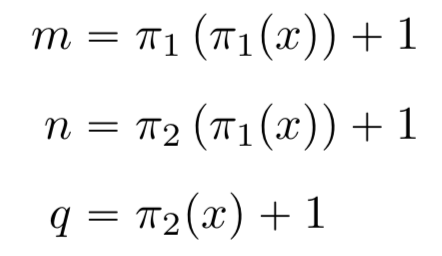 m = π₁ (π₁(x)) + 1
n = π₂ (π₁(x)) + 1
q = π₂(x) + 1